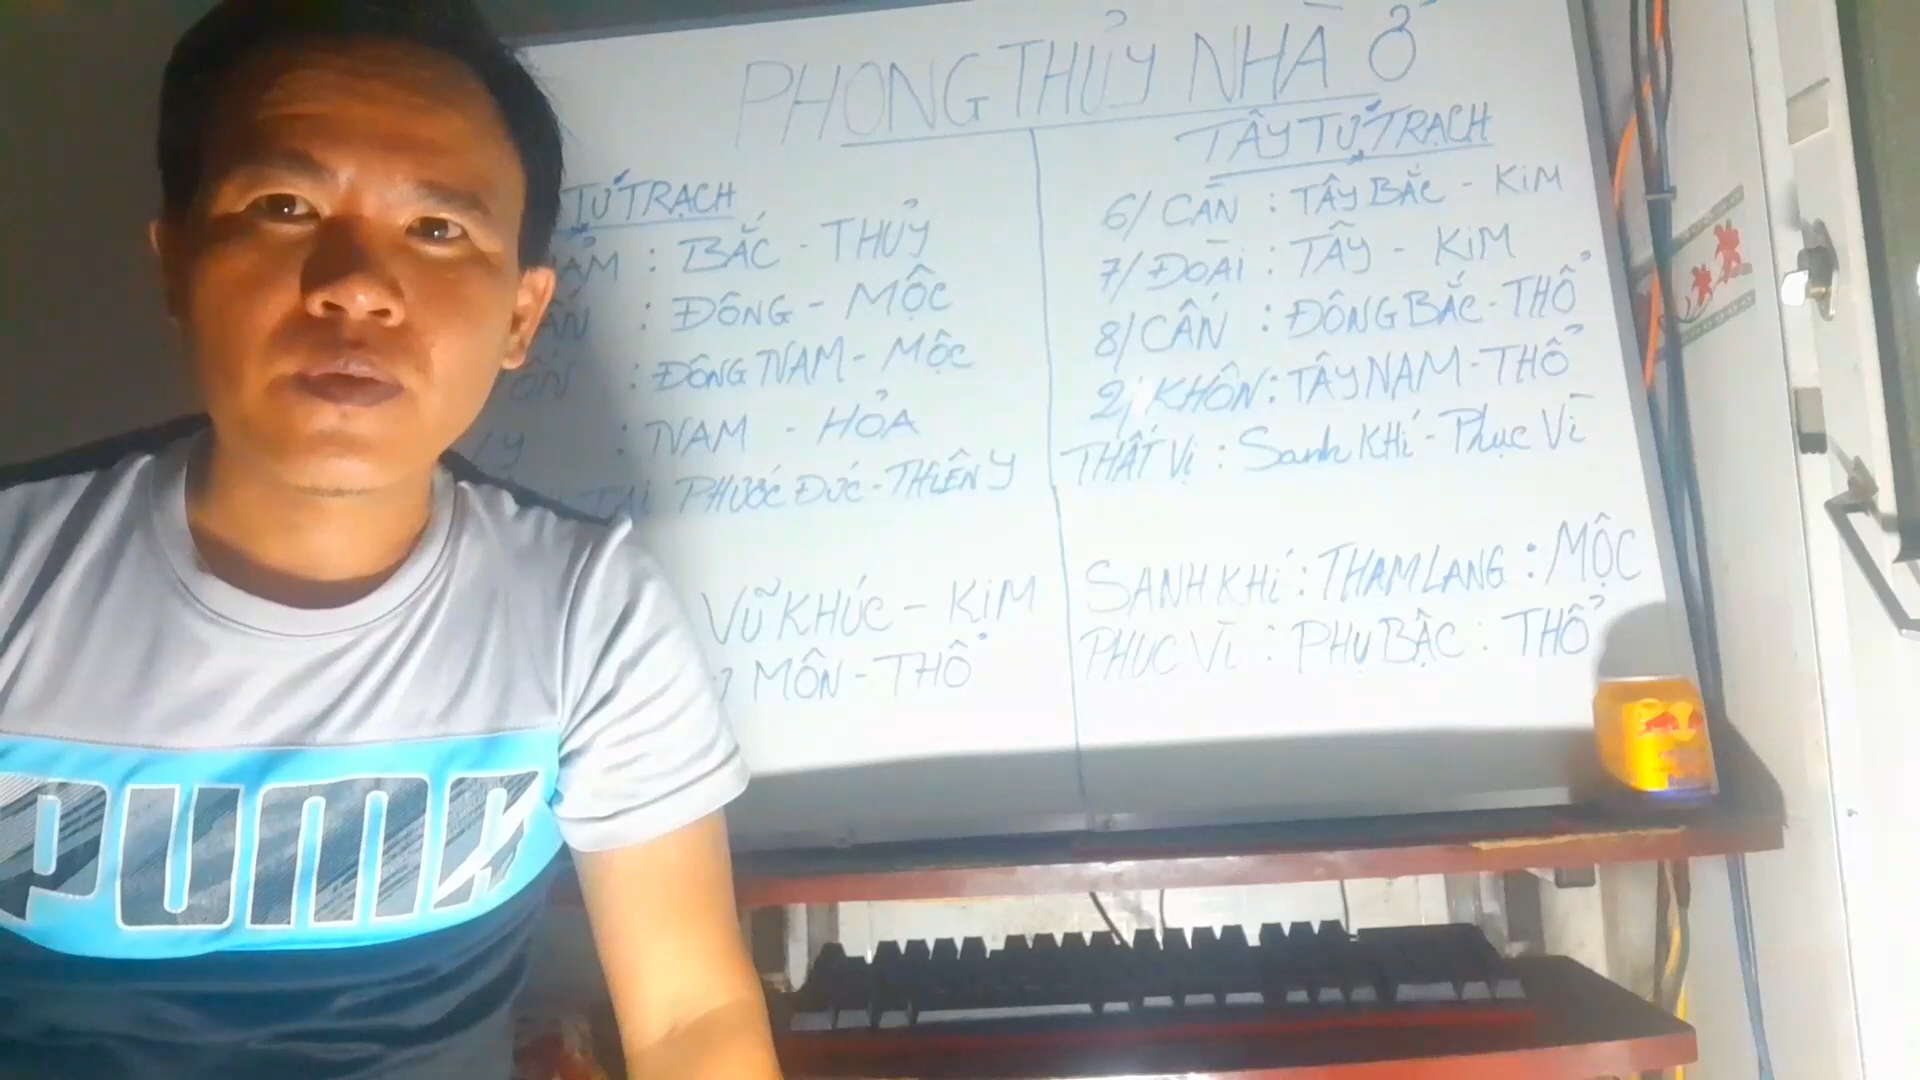 PHONG THỦY NHÀ Ở
TỨ TRẠCH
: BẮC - THỦY
: ĐÔNG - MỘC
: ĐÔNG NAM - MỘC
: NAM - HỎA
PHƯỚC ĐỨC - THIÊN Y
VŨ KHÚC - KIM
MÔN - THỔ
TÂY TỨ TRẠCH
6/ CÀN : TÂY BẮC - KIM
7/ ĐOÀI : TÂY - KIM
8/ CẤN : ĐÔNG BẮC - THỔ
2/ KHÔN : TÂY NAM - THỔ
THẤT VỊ : Sanh KHÍ - Phục Vì
SANH KHÍ : THAM LANG : MỘC
PHỤC VÌ : PHỤ BẬC : THỔ
PUMA